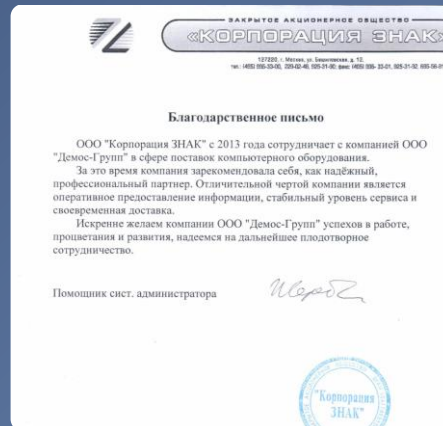 ЗАКРЫТОЕ АКЦИОНЕРНОЕ ОБЩЕСТВО
«КОРПОРАЦИЯ ЗНАК»
127220, г. Москва, ул.
Благодарственное письмо
ООО "Корпорация ЗНАК" с 2013 года сотрудничает с компанией ООО
"Демос-Групп" в сфере поставок компьютерного оборудования.
За это время компания зарекомендовала себя, как надёжный,
профессиональный партнер. Отличительной чертой компании является
оперативное предоставление информации, стабильный уровень сервиса и
своевременная доставка.
Искренне желаем компании ООО "Демос-Групп" успехов в работе,
процветания и развития, надеемся на дальнейшее плодотворное
сотрудничество.
Помощник сист. администратора
"Корпорация
ЗНАК"